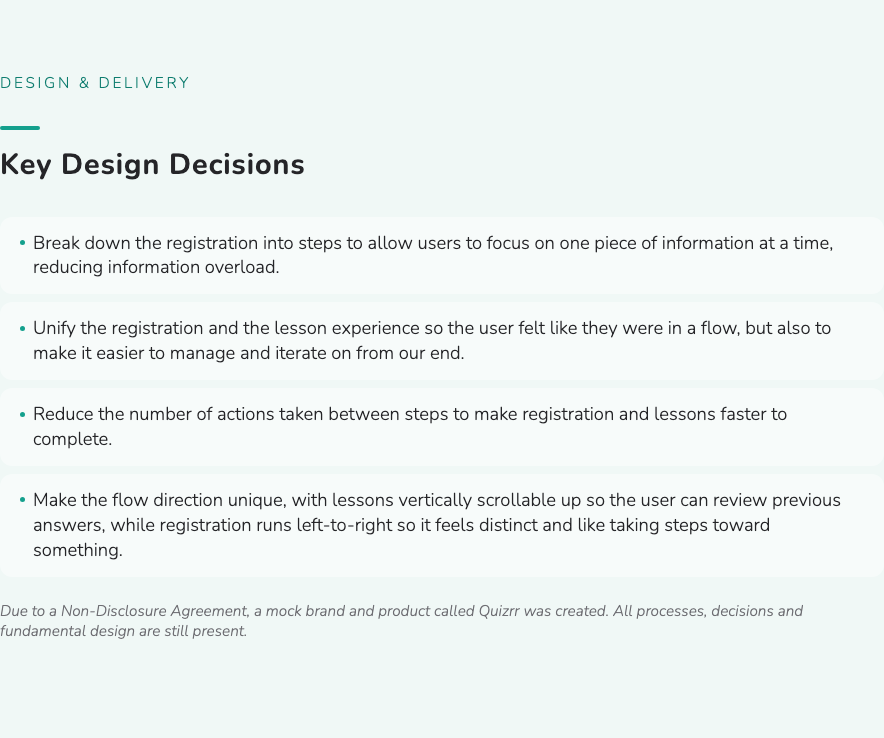 DESIGN & DELIVERY
Key Design Decisions
• Break down the registration into steps to allow users to focus on one piece of information at a time,
reducing information overload.
• Unify the registration and the lesson experience so the user felt like they were in a flow, but also to
make it easier to manage and iterate on from our end.
• Reduce the number of actions taken between steps to make registration and lessons faster to
complete.
• Make the flow direction unique, with lessons vertically scrollable up so the user can review previous
answers, while registration runs left-to-right so it feels distinct and like taking steps toward
something.
Due to a Non-Disclosure Agreement, a mock brand and product called Quizrr was created. All processes, decisions and
fundamental design are still present.